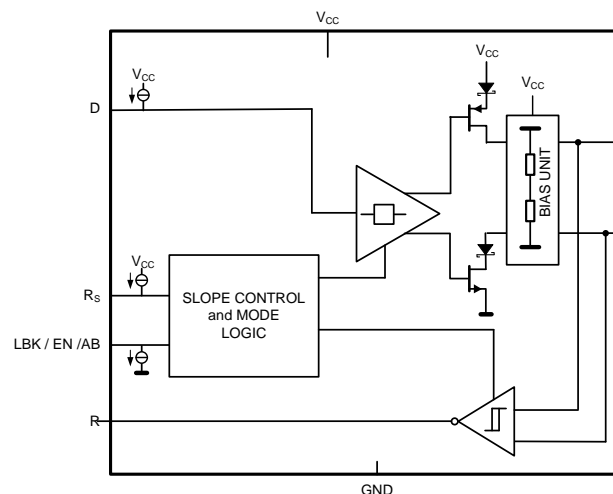 VCC
VCC
VCC
VCC
D
BIAS UNIT
VCC
RS
SLOPE CONTROL
and MODE
LOGIC
LBK / EN /AB
R
GND